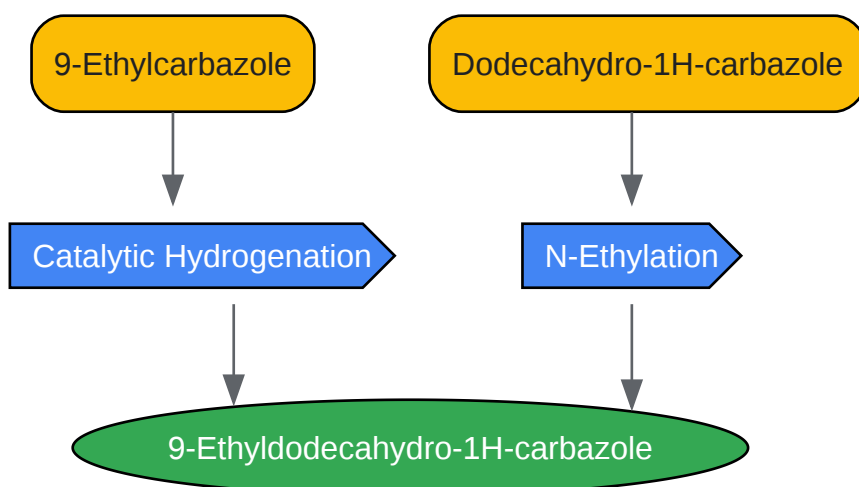 9-Ethylcarbazole
Dodecahydro-1H-carbazole
Catalytic Hydrogenation
N-Ethylation
9-Ethyldodecahydro-1H-carbazole